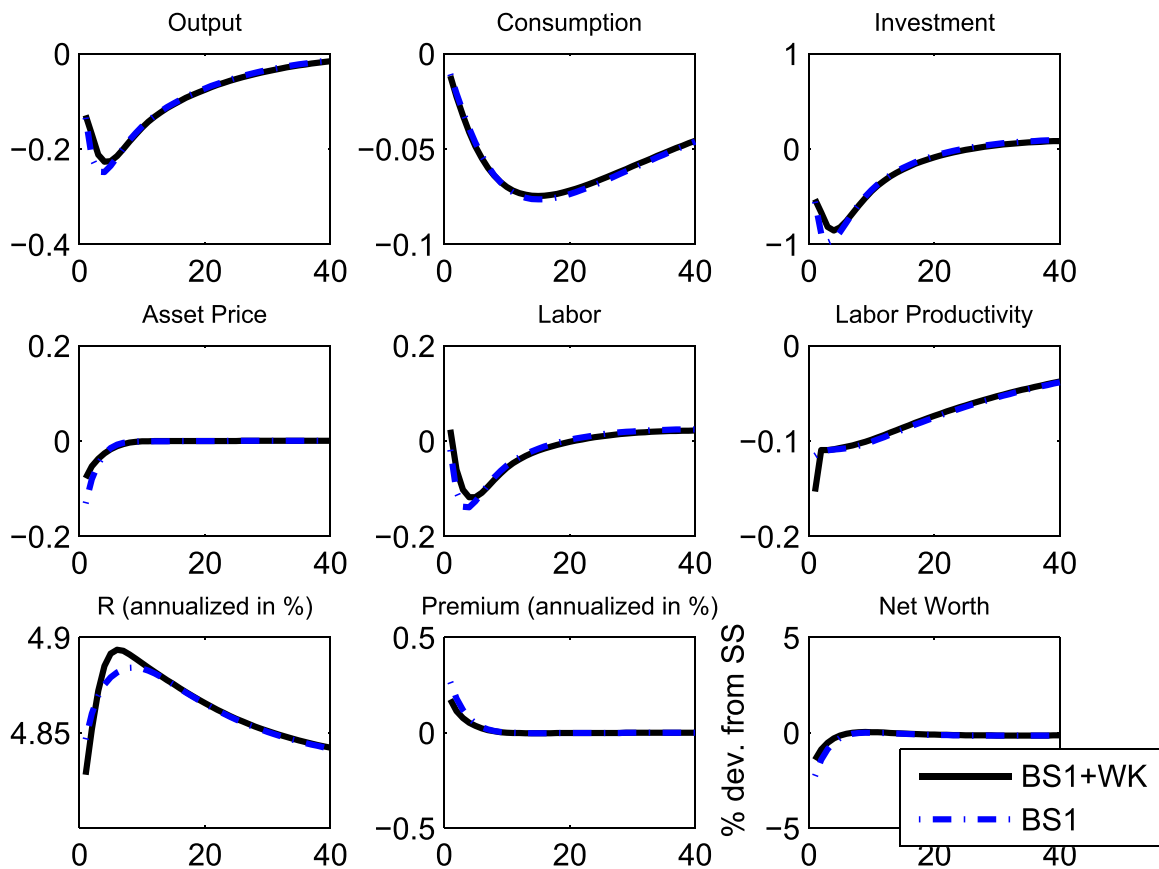 Output Consumption Investment
0 0 1
−0.2 −0.05 0
−0.4 −0.1 −1
0 20 40 0 20 40 0 20 40
Asset Price Labor Labor Productivity
0.2 0.2 0
0 0 −0.1
−0.2 −0.2 −0.2
0 20 40 0 20 40 0 20 40
R (annualized in %) Premium (annualized in %) Net Worth
4.9 0.5 5
4.85 0 0
−0.5 −5
% dev. from SS
BS1+WK
BS1
0 20 40 0 20 40 0 20 40